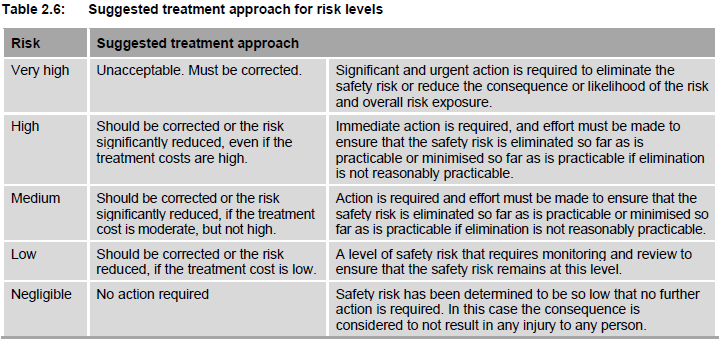 Table 2.6: Suggested treatment approach for risk levels
Risk Suggested treatment approach
Very high Unacceptable. Must be corrected. Significant and urgent action is required to eliminate the
safety risk or reduce the consequence or likelihood of the risk
and overall risk exposure.
High Should be corrected or the risk Immediate action is required, and effort must be made to
significantly reduced, even if the ensure that the safety risk is eliminated so far as is
treatment costs are high. practicable or minimised so far as is practicable if elimination
is not reasonably practicable.
Medium Should be corrected or the risk Action is required and effort must be made to ensure that the
significantly reduced, if the treatment safety risk is eliminated so far as is practicable or minimised so
cost is moderate, but not high. far as is practicable if elimination is not reasonably practicable.
Low Should be corrected or the risk A level of safety risk that requires monitoring and review to
reduced, if the treatment cost is low. ensure that the safety risk remains at this level.
Negligible No action required Safety risk has been determined to be so low that no further
action is required. In this case the consequence is
considered to not result in any injury to any person.